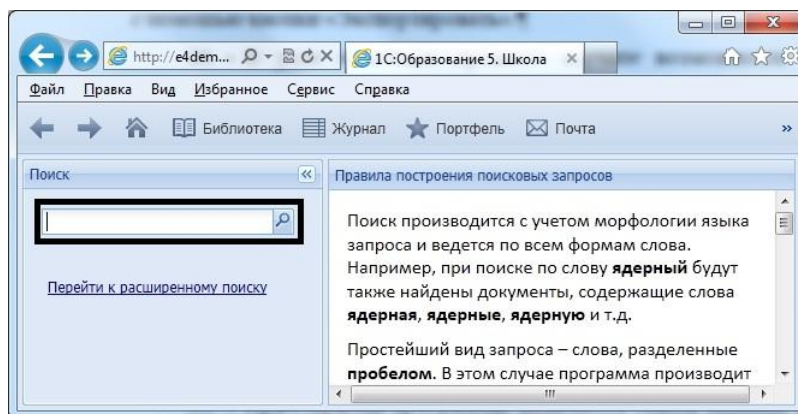 с помощью кнопки «Экспортировать».¶
http://e4dem...
1С:Образование 5. Школа
Файл Правка Вид Избранное Сервис Справка
Библиотека Журнал Портфель Почта »
Поиск
Перейти к расширенному поиску
Правила построения поисковых запросов
Поиск производится с учетом морфологии языка
запроса и ведется по всем формам слова.
Например, при поиске по слову ядерный будут
также найдены документы, содержащие слова
ядерная, ядерные, ядерную и т.д.
Простейший вид запроса – слова, разделенные
пробелом. В этом случае программа производит